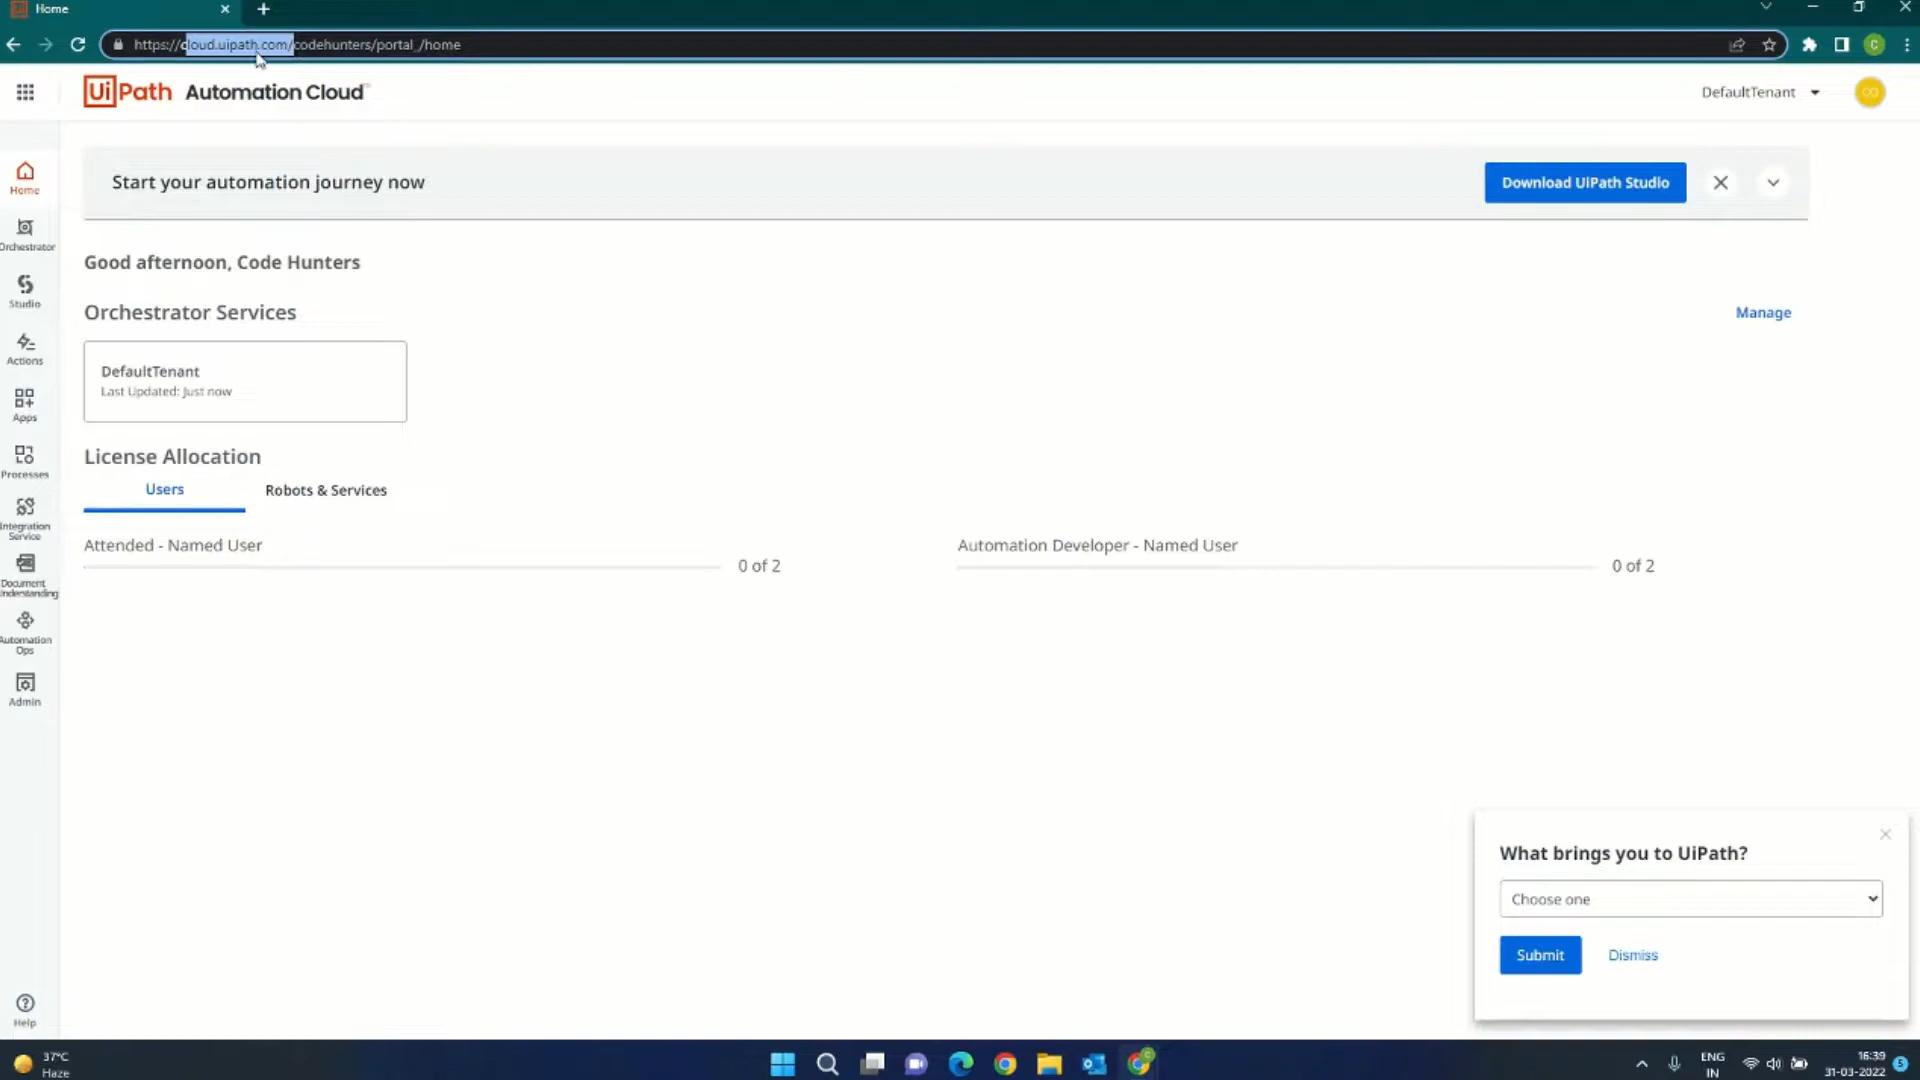 Home
https://cloud.uipath.com/codehunters/portal_/home
UiPath Automation Cloud™
DefaultTenant
Start your automation journey now
Download UiPath Studio
Home
Orchestrator
Studio
Actions
Apps
Processes
Integration
Service
Document
Understanding
Automation
Ops
Admin
Help
Good afternoon, Code Hunters
Orchestrator Services
Manage
DefaultTenant
Last Updated: Just now
License Allocation
Users
Robots & Services
Attended - Named User
0 of 2
Automation Developer - Named User
0 of 2
What brings you to UiPath?
Choose one
Submit
Dismiss
37°C
Haze
ENG
IN
16:39
31-03-2022
5